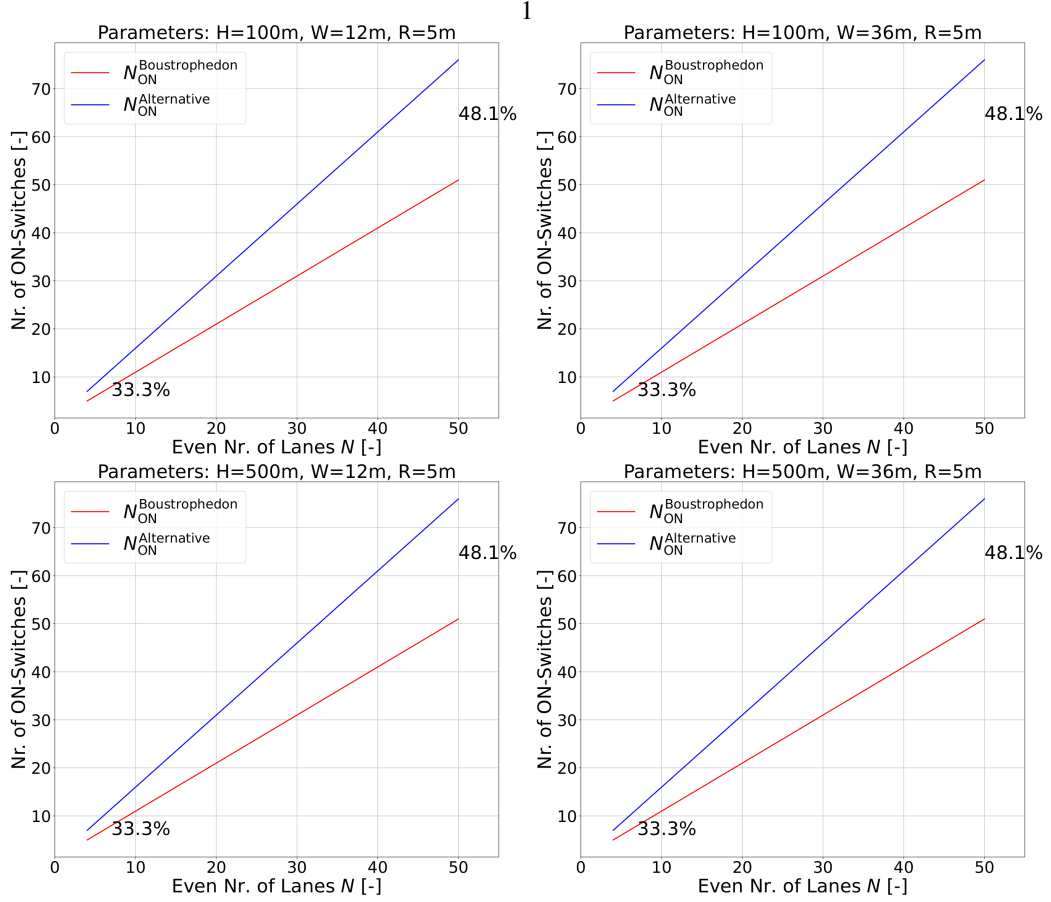 1
Parameters: H=100m, W=12m, R=5m
Nr. of ON-Switches [-]
70
60
50
40
30
20
10
N_ON^Boustrophedon
N_ON^Alternative
48.1%
33.3%
0 10 20 30 40 50
Even Nr. of Lanes N [-]
Parameters: H=100m, W=36m, R=5m
Nr. of ON-Switches [-]
70
60
50
40
30
20
10
N_ON^Boustrophedon
N_ON^Alternative
48.1%
33.3%
0 10 20 30 40 50
Even Nr. of Lanes N [-]
Parameters: H=500m, W=12m, R=5m
Nr. of ON-Switches [-]
70
60
50
40
30
20
10
N_ON^Boustrophedon
N_ON^Alternative
48.1%
33.3%
0 10 20 30 40 50
Even Nr. of Lanes N [-]
Parameters: H=500m, W=36m, R=5m
Nr. of ON-Switches [-]
70
60
50
40
30
20
10
N_ON^Boustrophedon
N_ON^Alternative
48.1%
33.3%
0 10 20 30 40 50
Even Nr. of Lanes N [-]